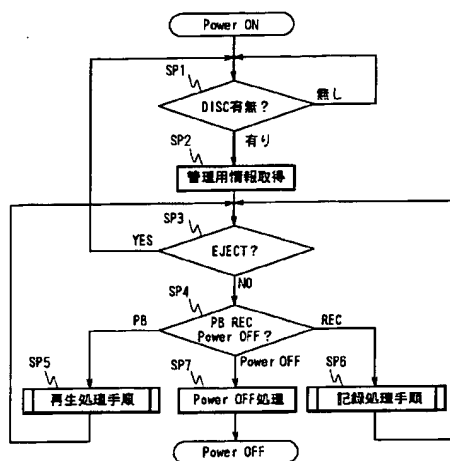 Power ON
SP1
DISC有無?
無し
有り
SP2
管理用情報取得
SP3
YES
EJECT?
NO
SP4
PB
PB REC
Power OFF?
REC
Power OFF
SP5
再生処理手順
SP7
Power OFF処理
SP6
記録処理手順
Power OFF